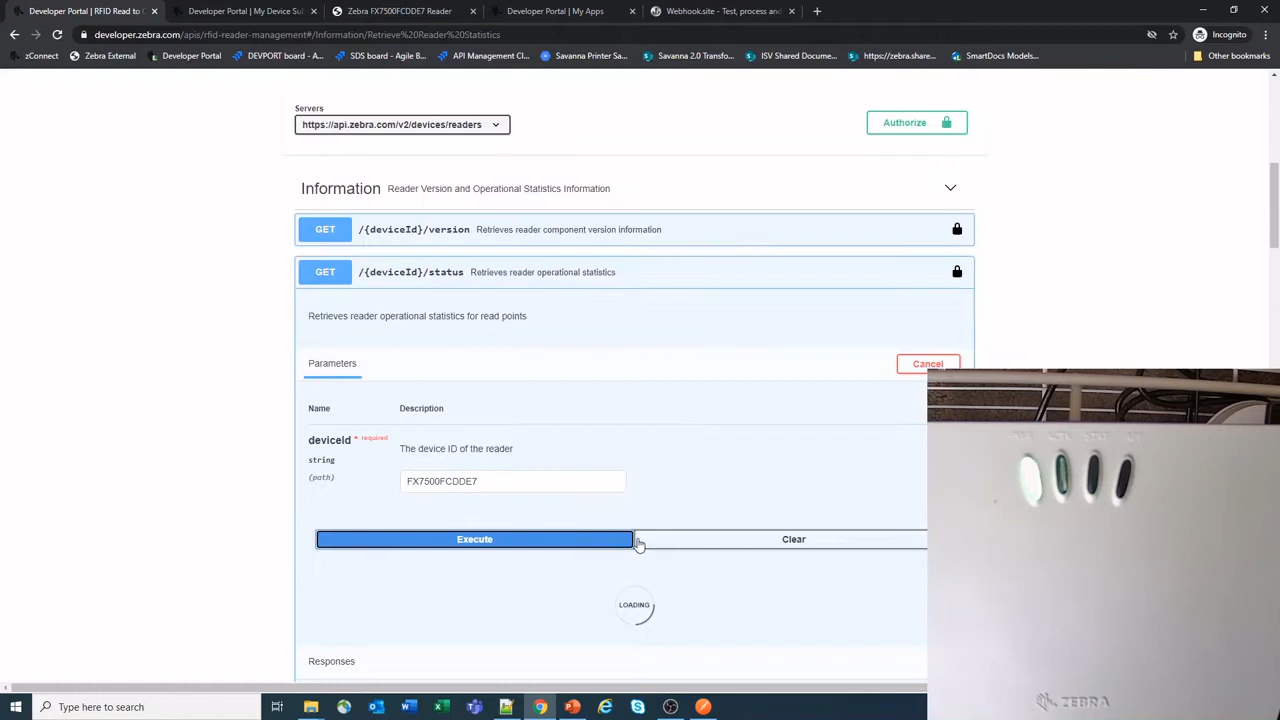 Developer Portal | RFID Read to C
Developer Portal | My Device Sub
Zebra FX7500FCDDE7 Reader
Developer Portal | My Apps
Webhook.site - Test, process and
developer.zebra.com/apis/rfid-reader-management#/Information/Retrieve%20Reader%20Statistics
Incognito
zConnect
Zebra External
Developer Portal
DEVPORT board - A...
SDS board - Agile B...
API Management Cl...
Savanna Printer Sa...
Savanna 2.0 Transfo...
ISV Shared Docume...
https://zebra.share...
SmartDocs Models...
Other bookmarks
Servers
https://api.zebra.com/v2/devices/readers
Authorize
Information Reader Version and Operational Statistics Information
GET /{deviceId}/version Retrieves reader component version information
GET /{deviceId}/status Retrieves reader operational statistics
Retrieves reader operational statistics for read points
Parameters
Cancel
Name Description
deviceId * required
The device ID of the reader
string
(path)
FX7500FCDDE7
Execute
Clear
LOADING
Responses
STAT
ZEBRA
Type here to search